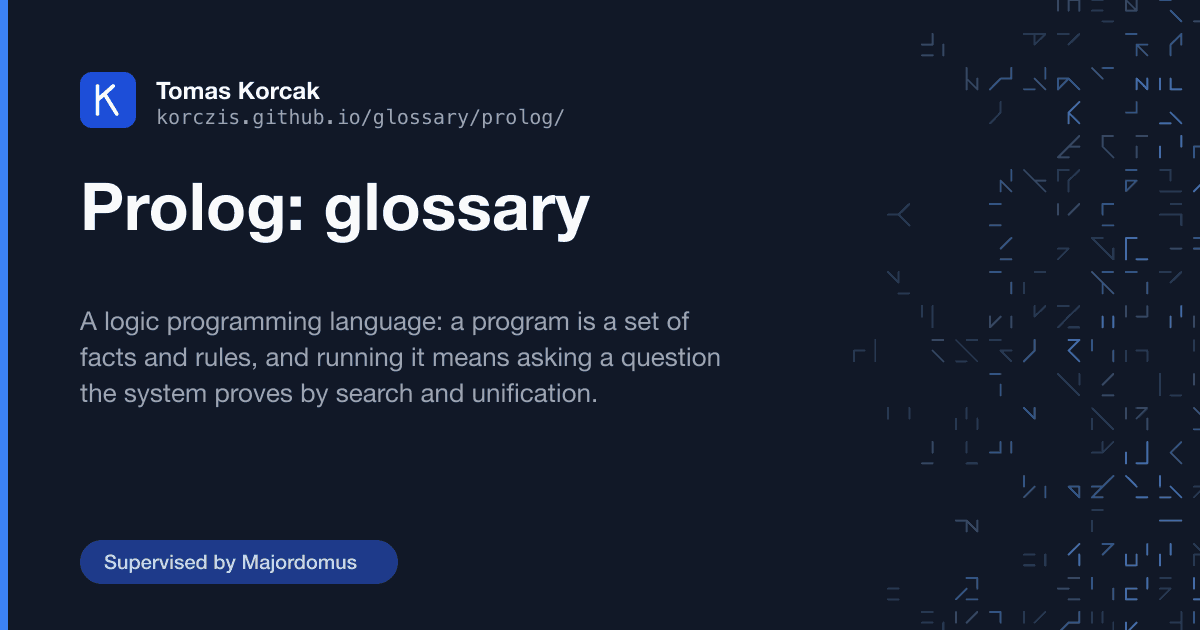 Tomas Korcak
korczis.github.io/glossary/prolog/
Prolog: glossary
A logic programming language: a program is a set of
facts and rules, and running it means asking a question
the system proves by search and unification.
Supervised by Majordomus